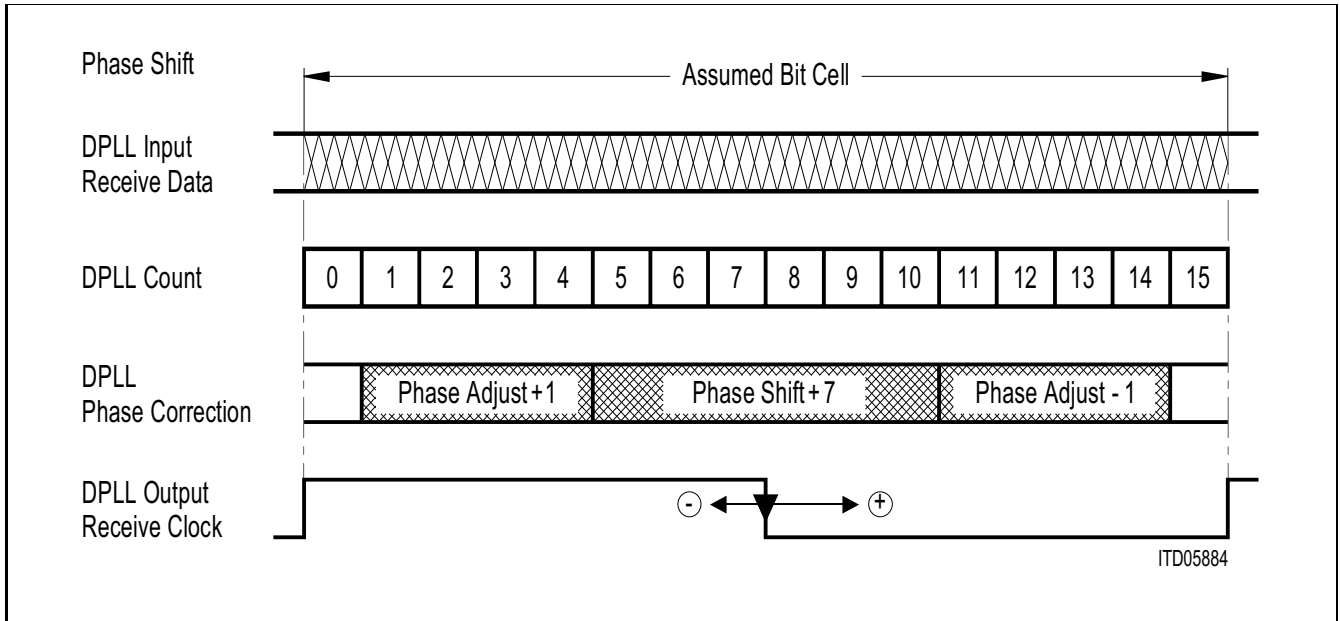 Phase Shift
Assumed Bit Cell
DPLL Input
Receive Data
DPLL Count
0 1 2 3 4 5 6 7 8 9 10 11 12 13 14 15
DPLL
Phase Correction
Phase Adjust+1 Phase Shift+7 Phase Adjust - 1
DPLL Output
Receive Clock
- +
ITD05884